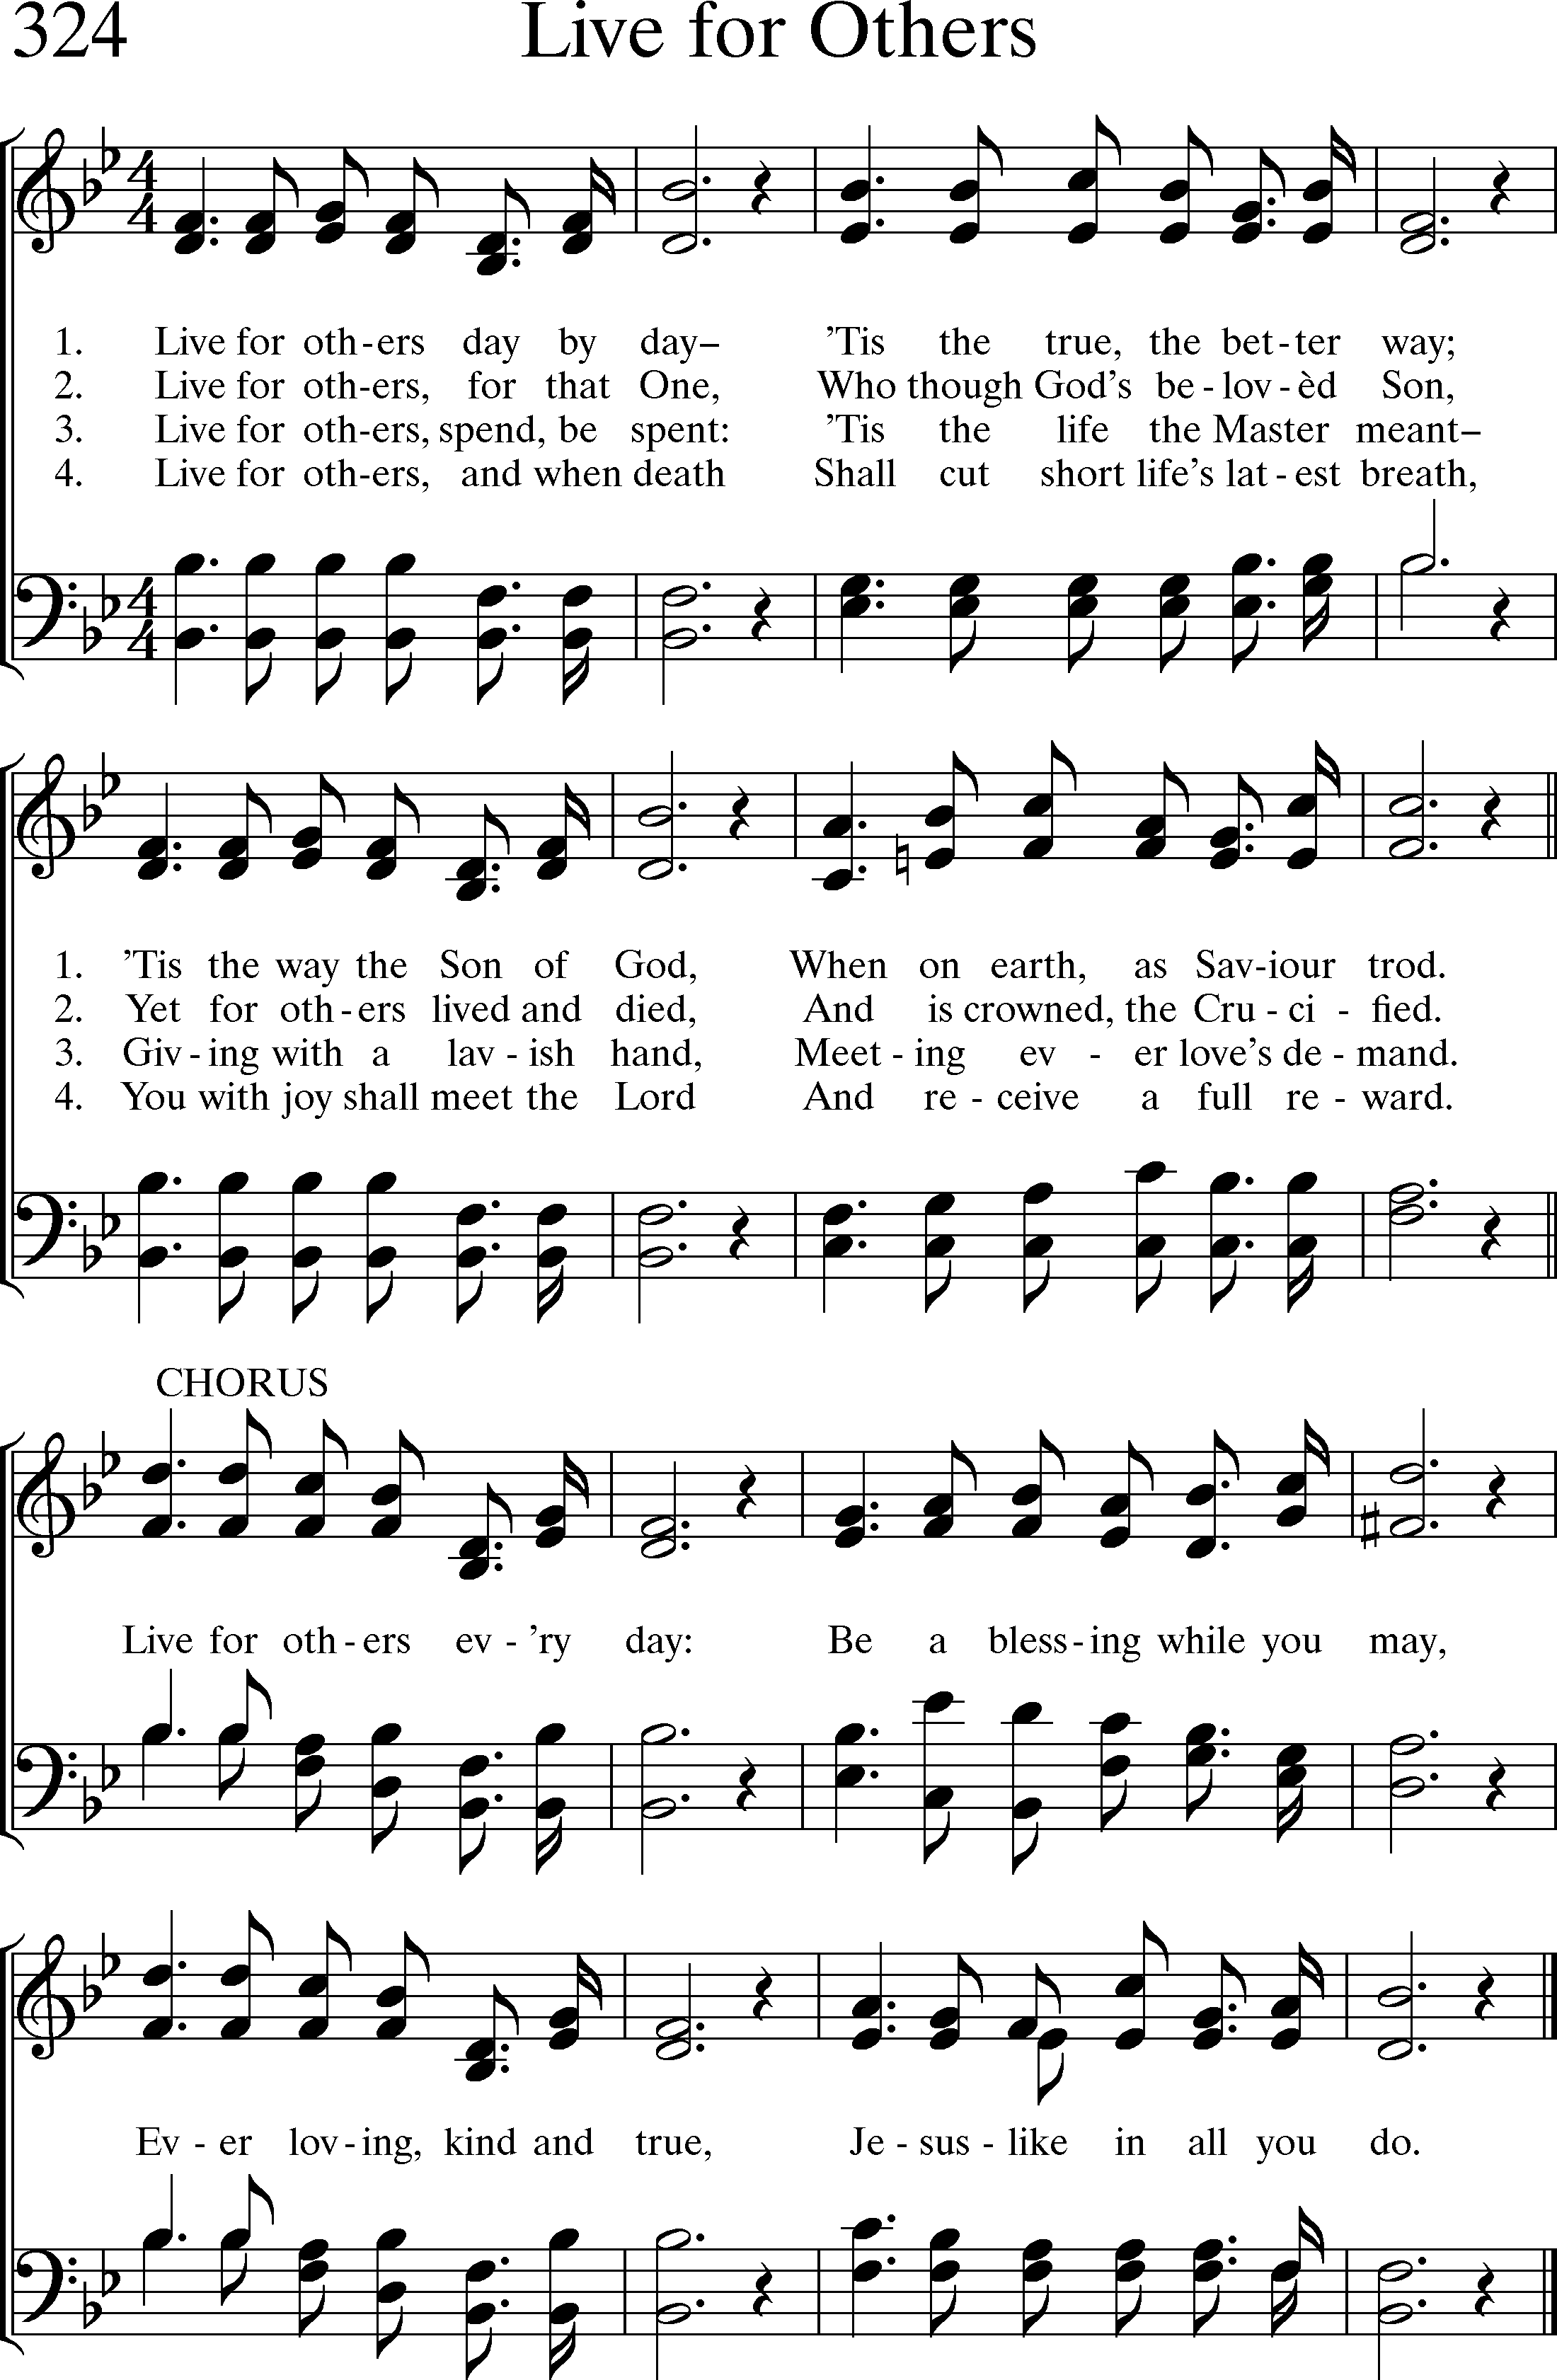 324 Live for Others
4
4
1. Live for oth-ers day by day– ’Tis the true, the bet-ter way;
2. Live for oth-ers, for that One, Who though God’s be-lov-èd Son,
3. Live for oth-ers, spend, be spent: ’Tis the life the Master meant–
4. Live for oth-ers, and when death Shall cut short life’s lat-est breath,
4
4
1. ’Tis the way the Son of God, When on earth, as Sav-iour trod.
2. Yet for oth-ers lived and died, And is crowned, the Cru-ci-fied.
3. Giv-ing with a lav-ish hand, Meet-ing ev-er love’s de-mand.
4. You with joy shall meet the Lord And re-ceive a full re-ward.
CHORUS
Live for oth-ers ev-’ry day: Be a bless-ing while you may,
Ev-er lov-ing, kind and true, Je-sus-like in all you do.